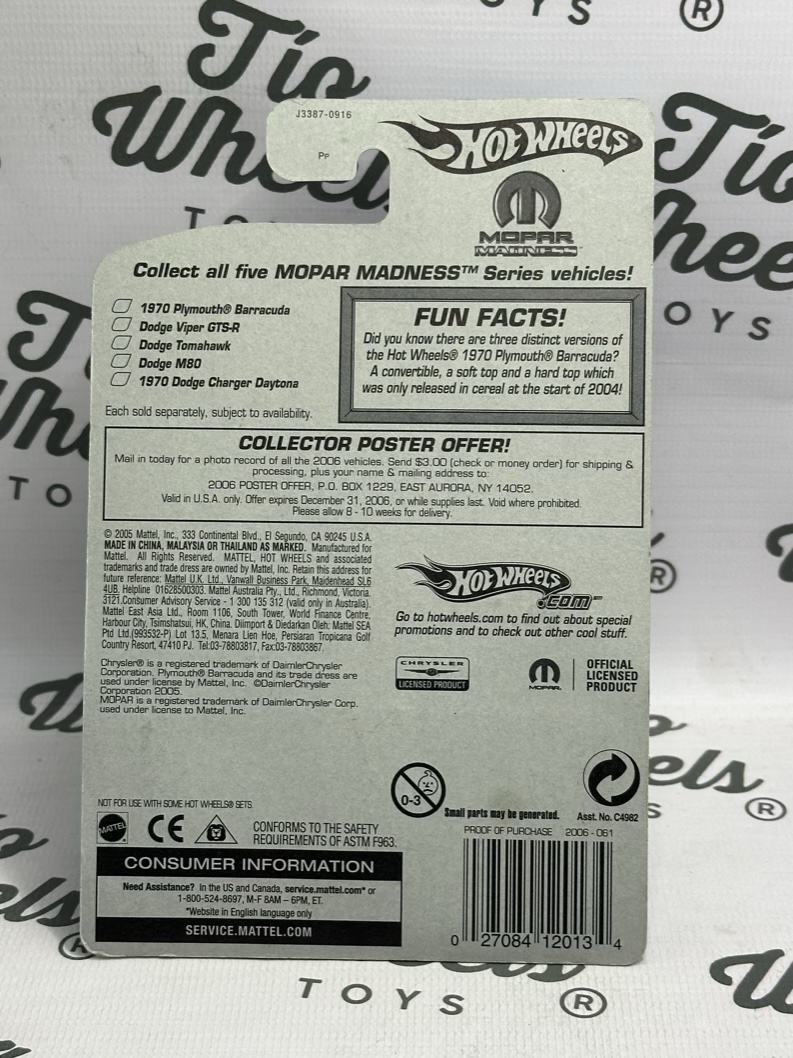 YS ®
Tío
Wheels
TO
Tío
heels
OYS
TO
J3387-0916
PP
HOT WHEELS
MOPAR
MADNESS™
Collect all five MOPAR MADNESS™ Series vehicles!
1970 Plymouth® Barracuda
Dodge Viper GTS-R
Dodge Tomahawk
Dodge M80
1970 Dodge Charger Daytona
Each sold separately, subject to availability.
FUN FACTS!
Did you know there are three distinct versions of
the Hot Wheels® 1970 Plymouth® Barracuda?
A convertible, a soft top and a hard top which
was only released in cereal at the start of 2004!
COLLECTOR POSTER OFFER!
Mail in today for a photo record of all the 2006 vehicles. Send $3.00 (check or money order) for shipping &
processing, plus your name & mailing address to:
2006 POSTER OFFER, P.O. BOX 1229, EAST AURORA, NY 14052.
Valid in U.S.A. only. Offer expires December 31, 2006, or while supplies last. Void where prohibited.
Please allow 8 - 10 weeks for delivery.
© 2005 Mattel, Inc., 333 Continental Blvd., El Segundo, CA 90245 U.S.A.
MADE IN CHINA, MALAYSIA OR THAILAND AS MARKED. Manufactured for
Mattel. All Rights Reserved. MATTEL, HOT WHEELS and associated
trademarks and trade dress are owned by Mattel, Inc. Retain this address for
future reference: Mattel U.K. Ltd., Vanwall Business Park, Maidenhead SL6
4UB. Helpline 01628500303. Mattel Australia Pty., Ltd., Richmond, Victoria.
3121.Consumer Advisory Service - 1 300 135 312 (valid only in Australia).
Mattel East Asia Ltd., Room 1106, South Tower, World Finance Centre,
Harbour City, Tsimshatsui, HK, China. Diimport & Diedarkan Oleh: Mattel SEA
Ptd Ltd.(993532-P) Lot 13.5, Menara Lien Hoe, Persiaran Tropicana Golf
Country Resort, 47410 PJ. Tel:03-78803817, Fax:03-78803867.
Chrysler® is a registered trademark of DaimlerChrysler
Corporation. Plymouth® Barracuda and its trade dress are
used under license by Mattel, Inc. ©DaimlerChrysler
Corporation 2005.
MOPAR is a registered trademark of DaimlerChrysler Corp.
used under license to Mattel, Inc.
HOT WHEELS
.COM™
Go to hotwheels.com to find out about special
promotions and to check out other cool stuff.
CHRYSLER
LICENSED PRODUCT
MOPAR
OFFICIAL
LICENSED
PRODUCT
0-3
Small parts may be generated.
Asst. No. C4982
NOT FOR USE WITH SOME HOT WHEELS® SETS.
MATTEL
CE
CONFORMS TO THE SAFETY
REQUIREMENTS OF ASTM F963.
PROOF OF PURCHASE 2006 - 061
CONSUMER INFORMATION
Need Assistance? In the US and Canada, service.mattel.com* or
1-800-524-8697, M-F 8AM – 6PM, ET.
*Website in English language only
SERVICE.MATTEL.COM
0 27084 12013 4
els
®
TOYS ®